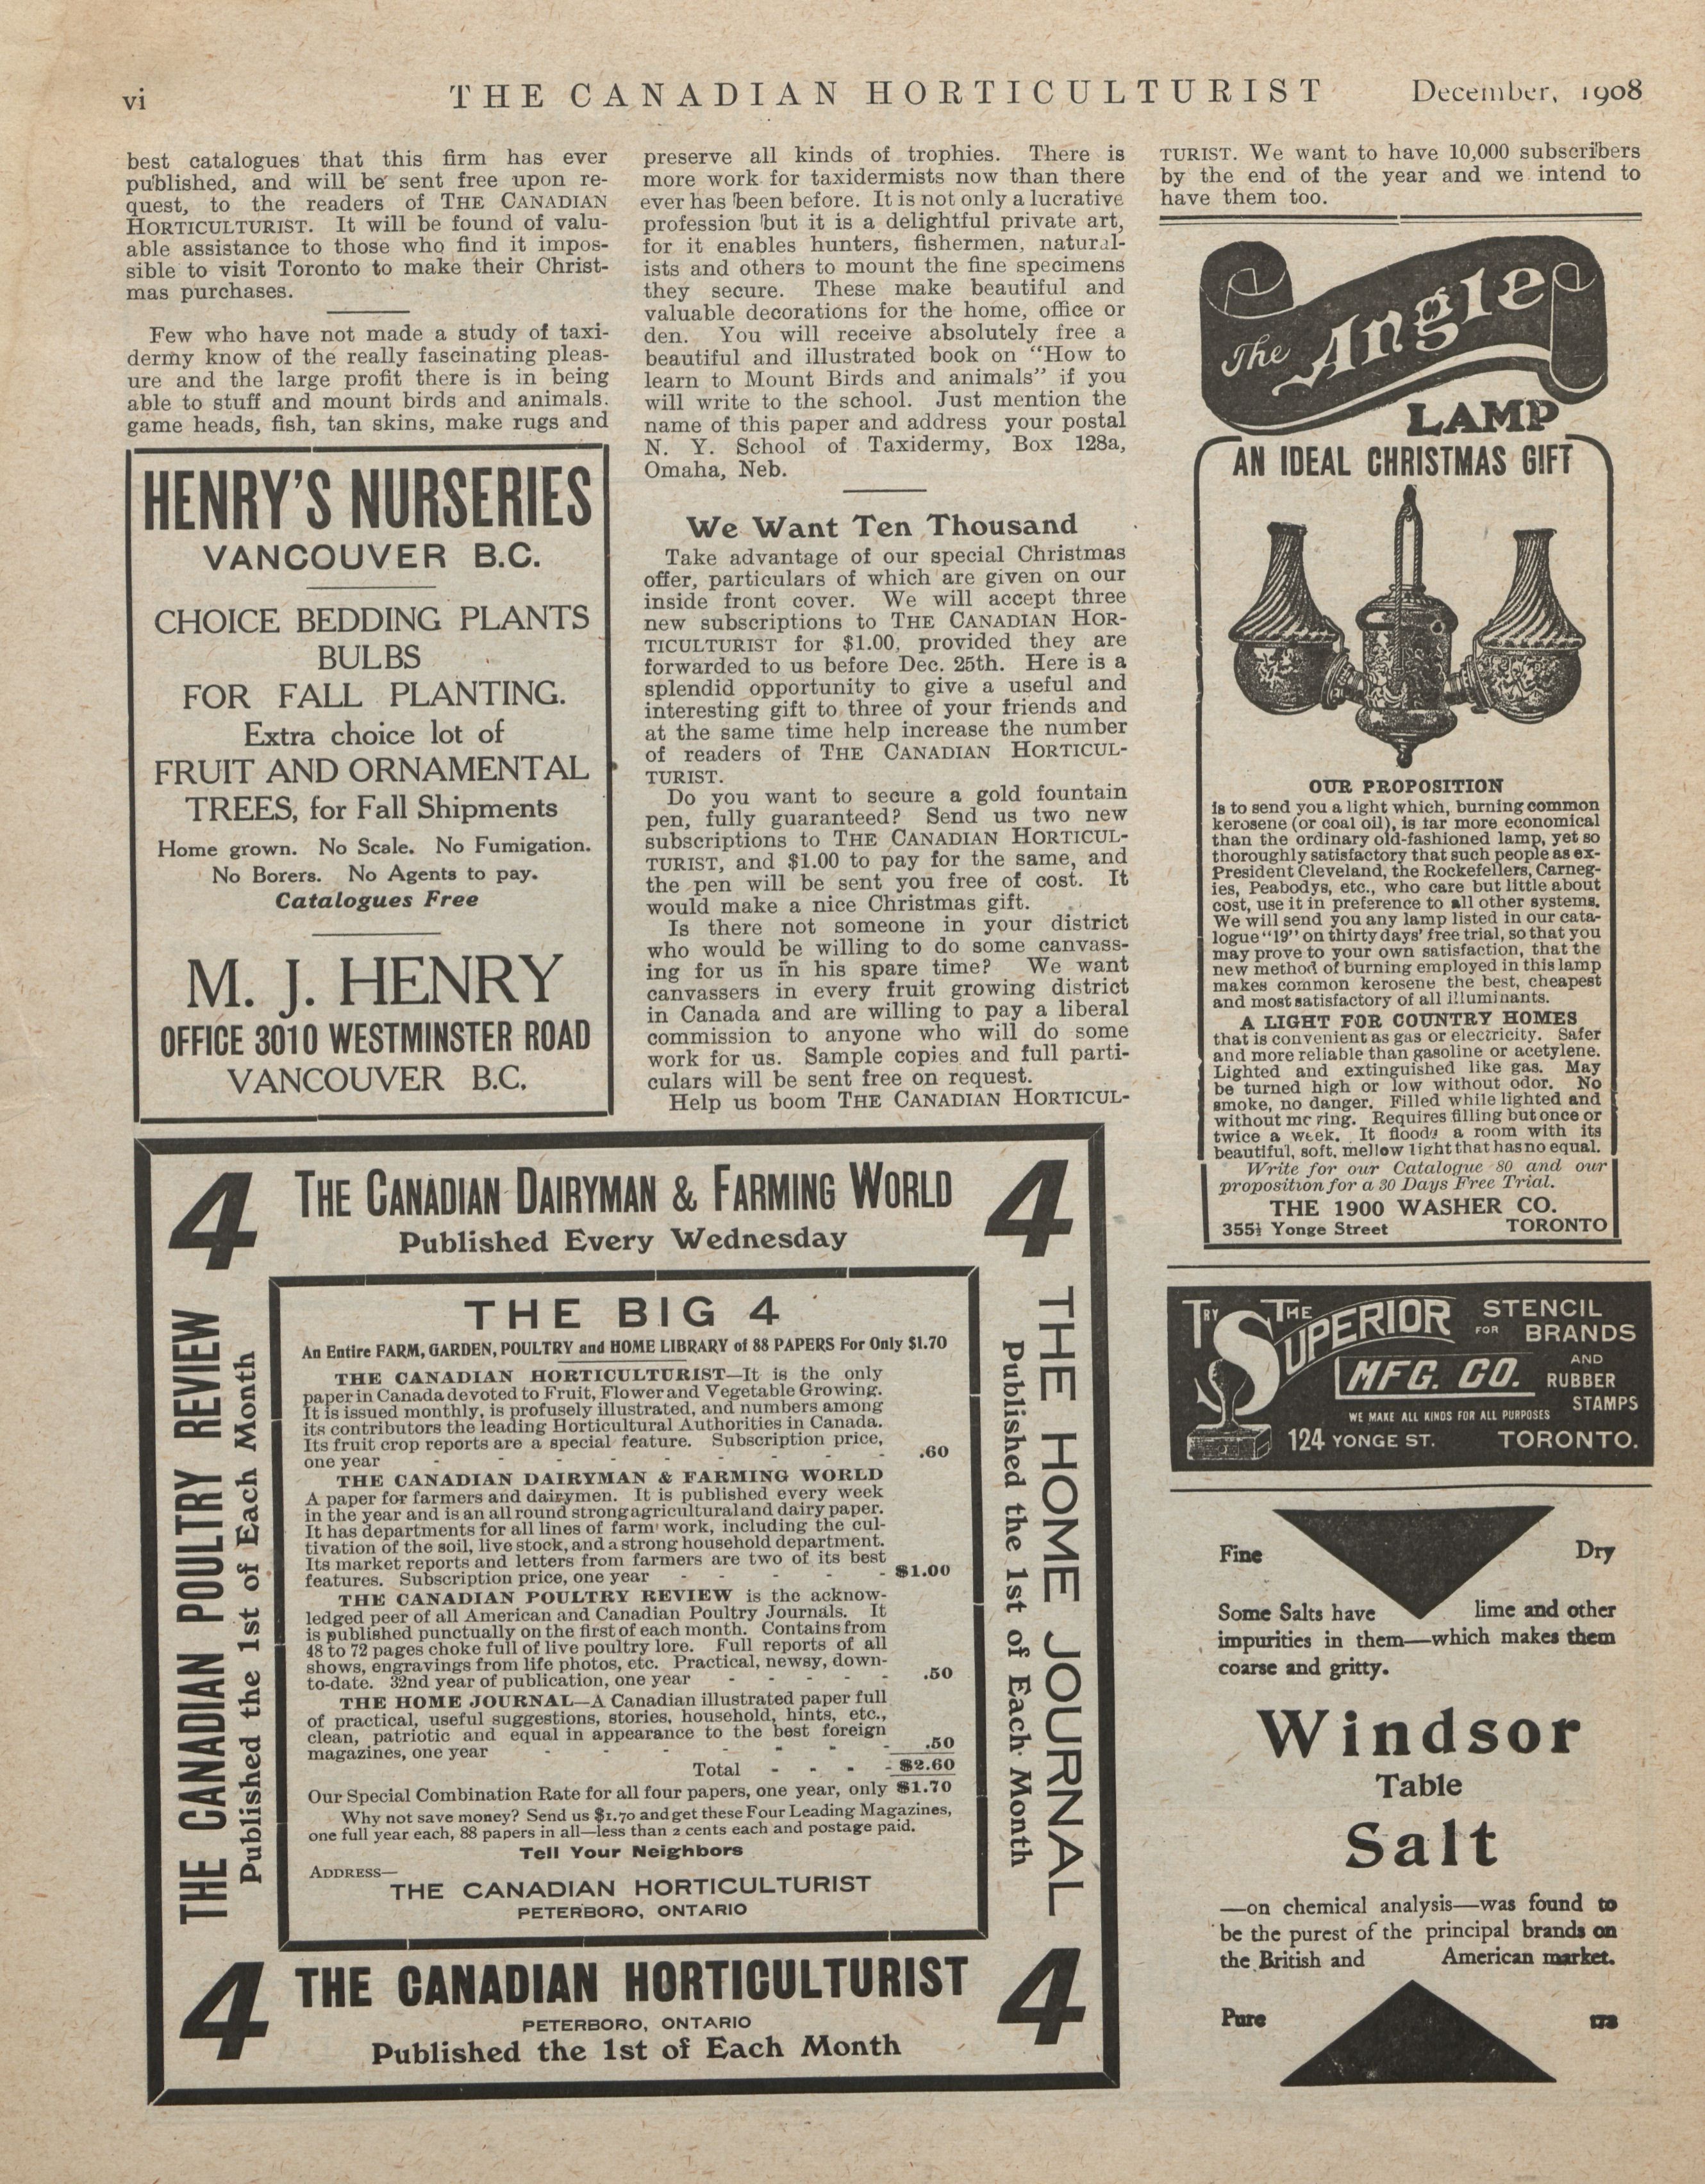 vi
THE CANADIAN HORTICULTURIST
December, 1908
best catalogues that this firm has ever
published, and will be sent free upon re-
quest, to the readers of THE CANADIAN
HORTICULTURIST. It will be found of valu-
able assistance to those who find it impos-
sible to visit Toronto to make their Christ-
mas purchases.
Few who have not made a study of taxi-
dermy know of the really fascinating pleas-
ure and the large profit there is in being
able to stuff and mount birds and animals.
game heads, fish, tan skins, make rugs and
HENRY'S NURSERIES
VANCOUVER B.C.
CHOICE BEDDING PLANTS
BULBS
FOR FALL PLANTING.
Extra choice lot of
FRUIT AND ORNAMENTAL
TREES, for Fall Shipments
Home grown. No Scale. No Fumigation.
No Borers. No Agents to pay.
Catalogues Free
M. J. HENRY
OFFICE 3010 WESTMINSTER ROAD
VANCOUVER B.C.
preserve all kinds of trophies. There is
more work for taxidermists now than there
ever has been before. It is not only a lucrative
profession but it is a delightful private art,
for it enables hunters, fishermen, natural-
ists and others to mount the fine specimens
they secure. These make beautiful and
valuable decorations for the home, office or
den. You will receive absolutely free a
beautiful and illustrated book on "How to
learn to Mount Birds and animals" if you
will write to the school. Just mention the
name of this paper and address your postal
N. Y. School of Taxidermy, Box 128a,
Omaha, Neb.
We Want Ten Thousand
Take advantage of our special Christmas
offer, particulars of which are given on our
inside front cover. We will accept three
new subscriptions to THE CANADIAN HOR-
TICULTURIST for $1.00, provided they are
forwarded to us before Dec. 25th. Here is a
splendid opportunity to give a useful and
interesting gift to three of your friends and
at the same time help increase the number
of readers of THE CANADIAN HORTICUL-
TURIST.
Do you want to secure a gold fountain
pen, fully guaranteed? Send us two new
subscriptions to THE CANADIAN HORTICUL-
TURIST, and $1.00 to pay for the same, and
the pen will be sent you free of cost. It
would make a nice Christmas gift.
Is there not someone in your district
who would be willing to do some canvass-
ing for us in his spare time? We want
canvassers in every fruit growing district
in Canada and are willing to pay a liberal
commission to anyone who will do some
work for us. Sample copies and full parti-
culars will be sent free on request.
Help us boom THE CANADIAN HORTICUL-
TURIST. We want to have 10,000 subscribers
by the end of the year and we intend to
have them too.
The Angle
LAMP
AN IDEAL CHRISTMAS GIFT
OUR PROPOSITION
is to send you a light which, burning common
kerosene (or coal oil), is far more economical
than the ordinary old-fashioned lamp, yet so
thoroughly satisfactory that such people as ex-
President Cleveland, the Rockefellers, Carneg-
ies, Peabodys, etc., who care but little about
cost, use it in preference to all other systems.
We will send you any lamp listed in our cata-
logue "19" on thirty days' free trial, so that you
may prove to your own satisfaction, that the
new method of burning employed in this lamp
makes common kerosene the best, cheapest
and most satisfactory of all illuminants.
A LIGHT FOR COUNTRY HOMES
that is convenient as gas or electricity. Safer
and more reliable than gasoline or acetylene.
Lighted and extinguished like gas. May
be turned high or low without odor. No
smoke, no danger. Filled while lighted and
without moving. Requires filling but once or
twice a week. It floods a room with its
beautiful, soft, mellow light that has no equal.
Write for our Catalogue 80 and our
proposition for a 30 Days Free Trial.
THE 1900 WASHER CO.
355½ Yonge Street TORONTO
TRY THE SUPERIOR MFG. CO.
FOR STENCIL BRANDS
AND RUBBER STAMPS
WE MAKE ALL KINDS FOR ALL PURPOSES
124 YONGE ST. TORONTO.
Fine Dry
Some Salts have lime and other
impurities in them—which makes them
coarse and gritty.
Windsor
Table
Salt
—on chemical analysis—was found to
be the purest of the principal brands on
the British and American market.
Pure 173
4 THE CANADIAN DAIRYMAN & FARMING WORLD 4
Published Every Wednesday
THE CANADIAN POULTRY REVIEW
Published the 1st of Each Month
THE BIG 4
An Entire FARM, GARDEN, POULTRY and HOME LIBRARY of 88 PAPERS For Only $1.70
THE CANADIAN HORTICULTURIST—It is the only
paper in Canada devoted to Fruit, Flower and Vegetable Growing.
It is issued monthly, is profusely illustrated, and numbers among
its contributors the leading Horticultural Authorities in Canada.
Its fruit crop reports are a special feature. Subscription price,
one year - - - - - - - - .60
THE CANADIAN DAIRYMAN & FARMING WORLD
A paper for farmers and dairymen. It is published every week
in the year and is an all round strong agricultural and dairy paper.
It has departments for all lines of farm work, including the cul-
tivation of the soil, live stock, and a strong household department.
Its market reports and letters from farmers are two of its best
features. Subscription price, one year - - - - - $1.00
THE CANADIAN POULTRY REVIEW is the acknow-
ledged peer of all American and Canadian Poultry Journals. It
is published punctually on the first of each month. Contains from
48 to 72 pages choke full of live poultry lore. Full reports of all
shows, engravings from life photos, etc. Practical, newsy, down-
to-date. 32nd year of publication, one year - - - - - .50
THE HOME JOURNAL—A Canadian illustrated paper full
of practical, useful suggestions, stories, household, hints, etc.,
clean, patriotic and equal in appearance to the best foreign
magazines, one year - - - - - - - .50
Total - - - - $2.60
Our Special Combination Rate for all four papers, one year, only $1.70
Why not save money? Send us $1.70 and get these Four Leading Magazines,
one full year each, 88 papers in all—less than 2 cents each and postage paid.
Tell Your Neighbors
ADDRESS—
THE CANADIAN HORTICULTURIST
PETERBORO, ONTARIO
THE HOME JOURNAL
Published the 1st of Each Month
4 THE CANADIAN HORTICULTURIST 4
PETERBORO, ONTARIO
Published the 1st of Each Month